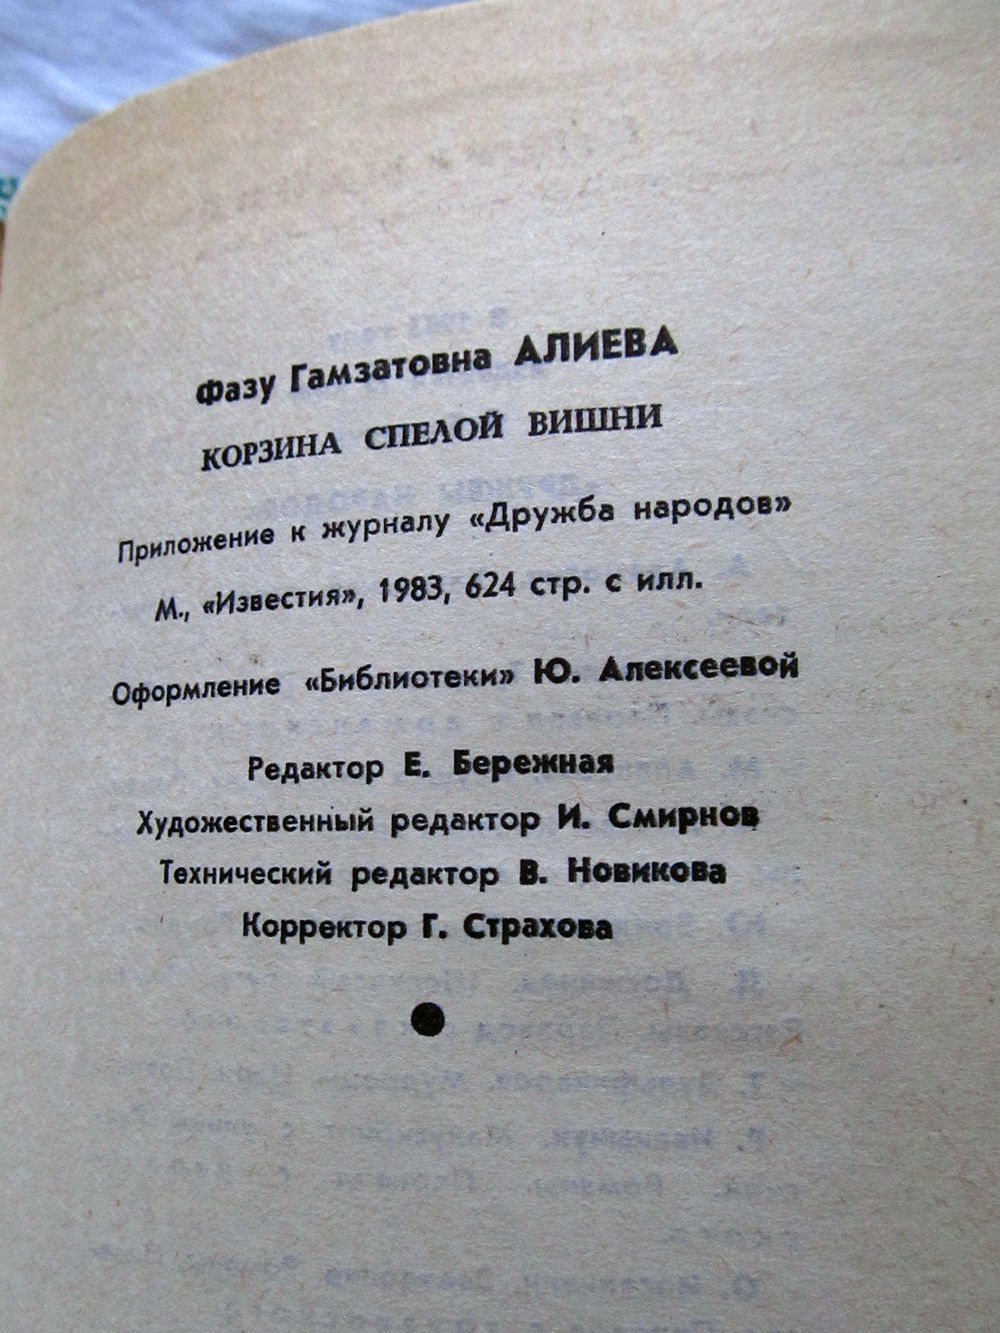 Фазу Гамзатовна АЛИЕВА
КОРЗИНА СПЕЛОЙ ВИШНИ
Приложение к журналу «Дружба народов»
М., «Известия», 1983, 624 стр. с илл.
Оформление «Библиотеки» Ю. Алексеевой
Редактор Е. Бережная
Художественный редактор И. Смирнов
Технический редактор В. Новикова
Корректор Г. Страхова